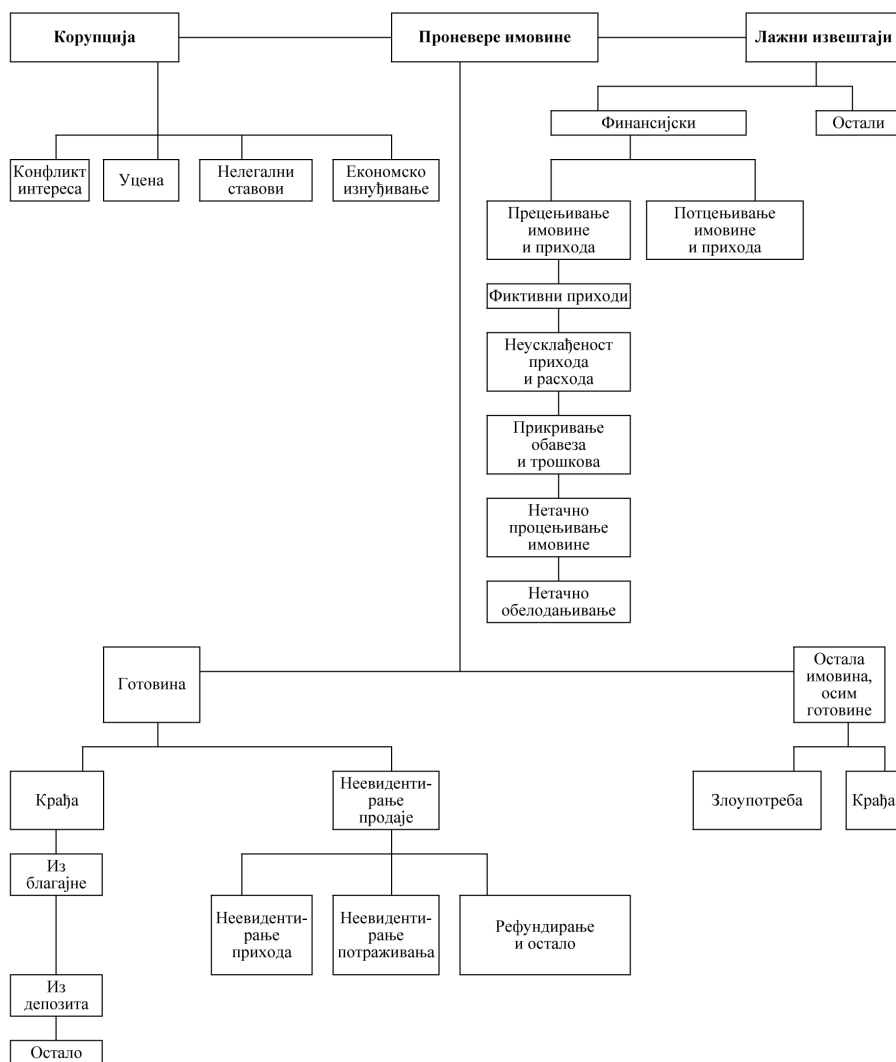 Корупција
Проневере имовине
Лажни извештаји
Финансијски
Остали
Конфликт
интереса
Уцена
Нелегални
ставови
Економско
изнуђивање
Прецењивање
имовине
и прихода
Потцењивање
имовине
и прихода
Фиктивни приходи
Неусклађеност
прихода
и расхода
Прикривање
обавеза
и трошкова
Нетачно
процењивање
имовине
Нетачно
обелодањивање
Готовина
Остала
имовина,
осим
готовине
Крађа
Неевиденти-
рање
продаје
Злоупотреба
Крађа
Из
благајне
Неевиденти-
рање
прихода
Неевиденти-
рање
потраживања
Рефундирање
и остало
Из
депозита
Остало